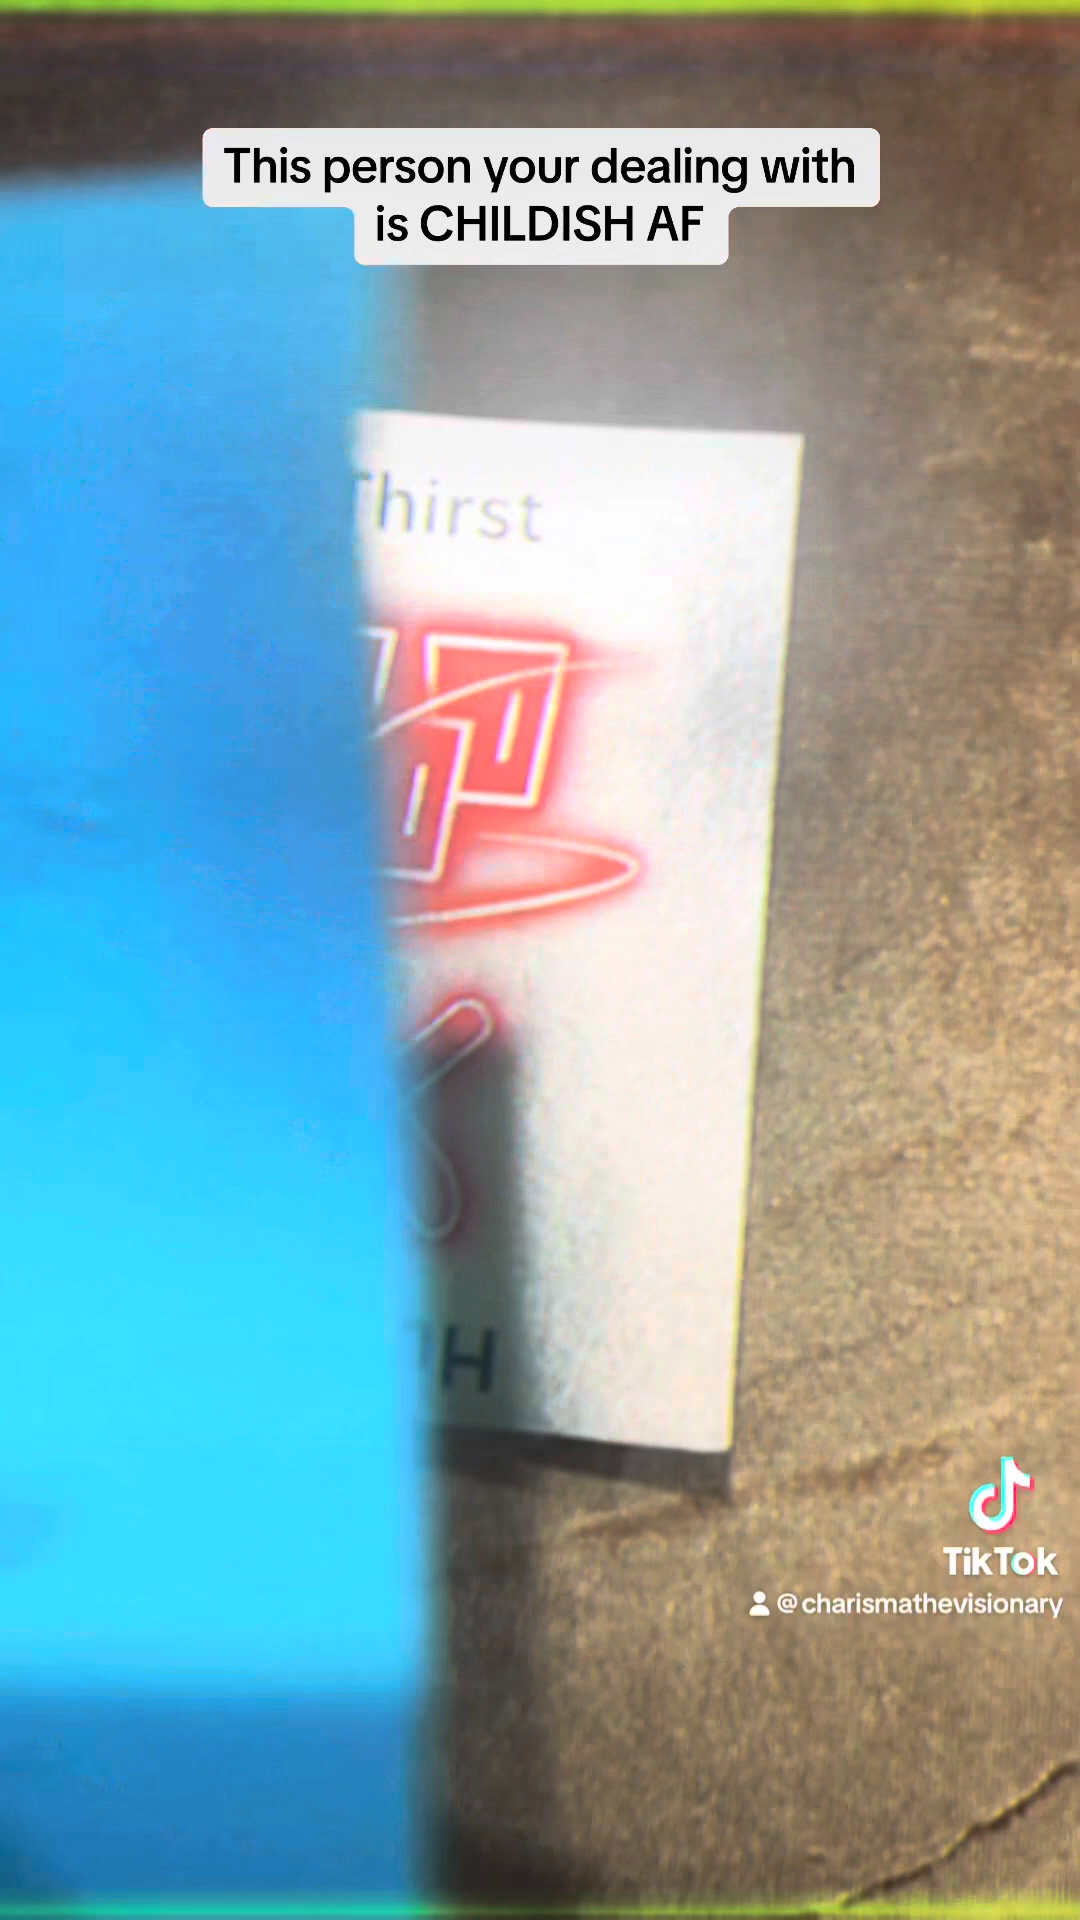 This person your dealing with
is CHILDISH AF
Thirst
TikTok
@charismathevisionary